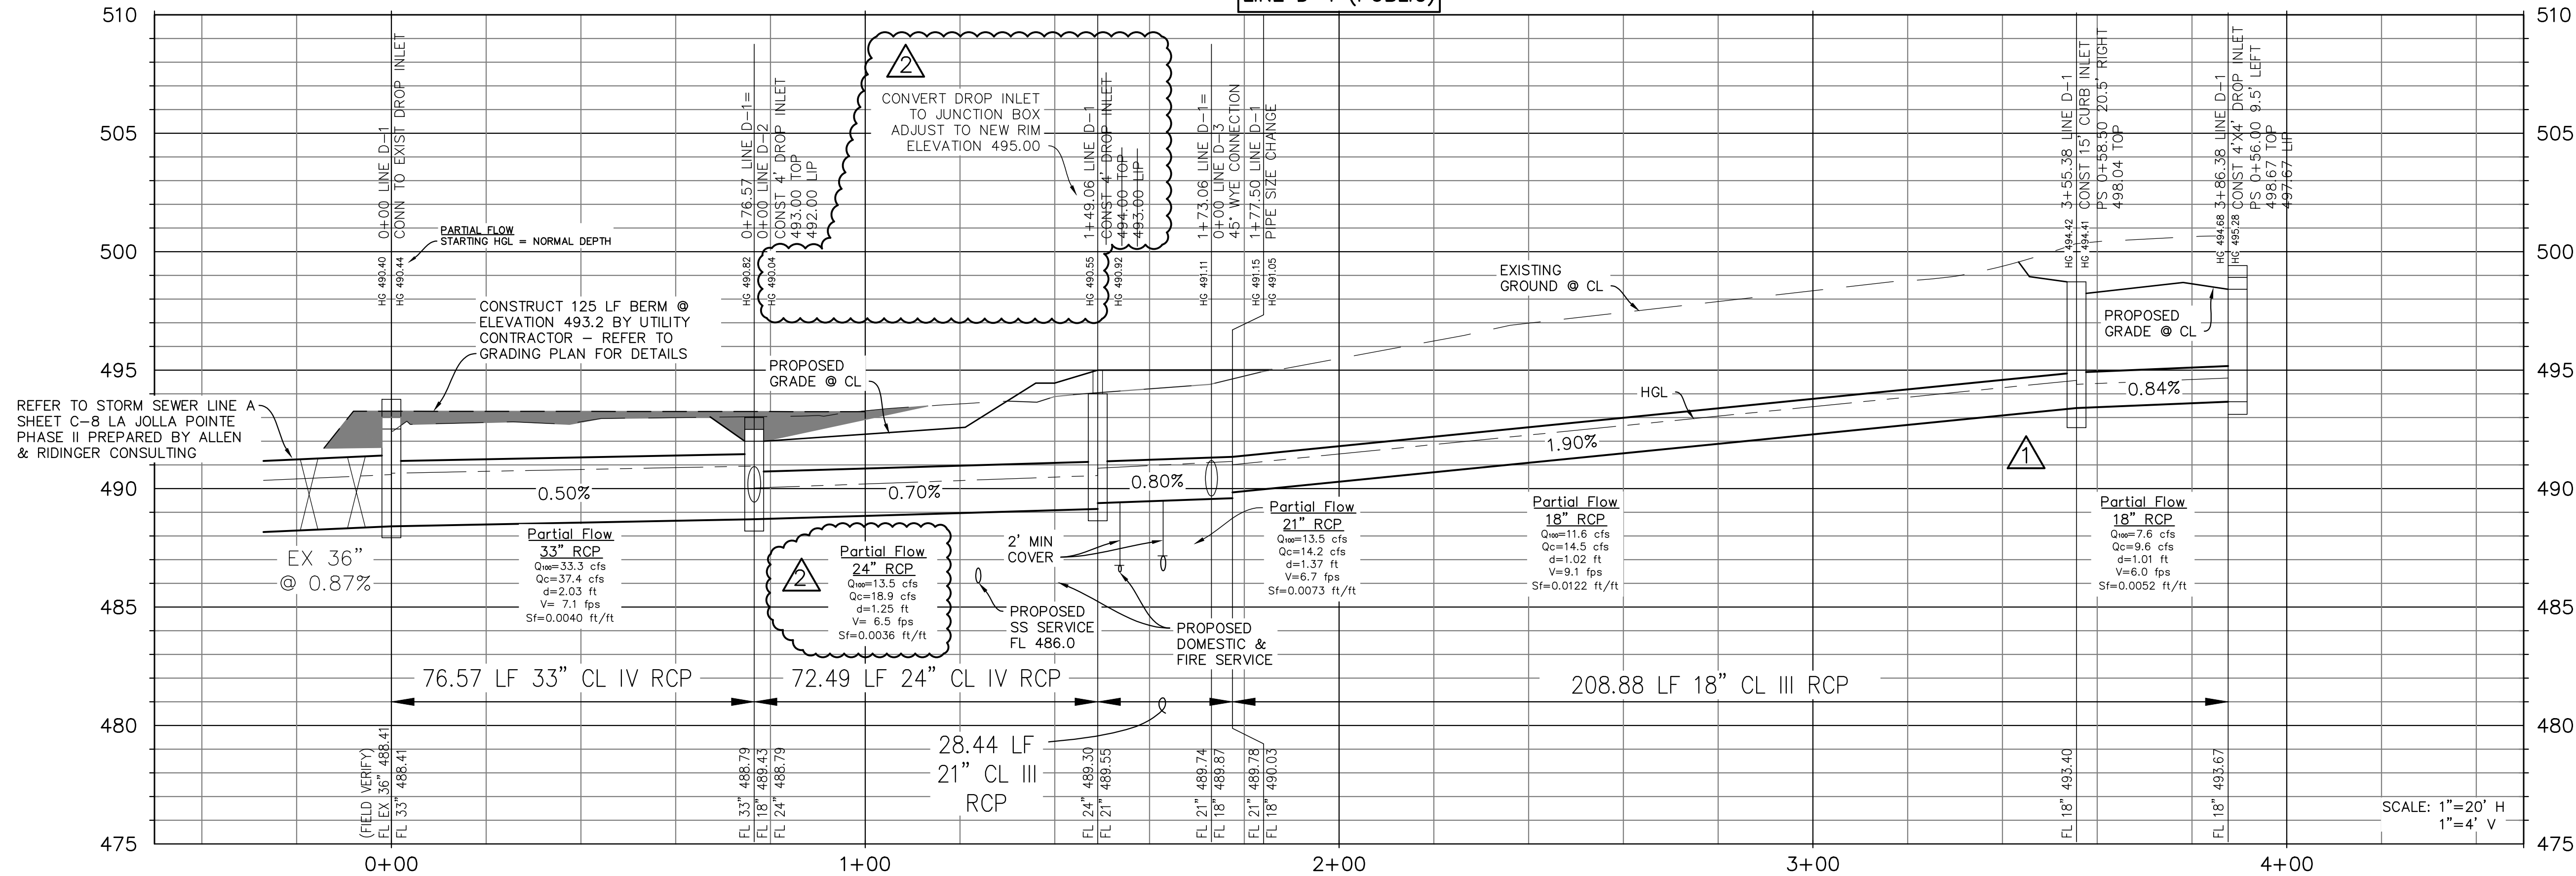 LINE D-1 (PUBLIC)
510
505
500
495
490
485
480
475
510
505
500
495
490
485
480
475
0+00 LINE D-1
CONN TO EXIST DROP INLET
HG 490.40
HG 490.44
PARTIAL FLOW
STARTING HGL = NORMAL DEPTH
0+76.57 LINE D-1=
0+00 LINE D-2
CONST 4' DROP INLET
493.00 TOP
492.00 LIP
HG 490.82
HG 490.04
2
CONVERT DROP INLET
TO JUNCTION BOX
ADJUST TO NEW RIM
ELEVATION 495.00
1+49.06 LINE D-1
CONST 4' DROP INLET
494.00 TOP
493.00 LIP
HG 490.55
HG 490.92
1+73.06 LINE D-1=
0+00 LINE D-3
45° WYE CONNECTION
HG 491.11
1+77.50 LINE D-1
PIPE SIZE CHANGE
HG 491.15
HG 491.05
3+55.38 LINE D-1
CONST 15' CURB INLET
PS 0+58.50 20.5' RIGHT
498.04 TOP
HG 494.42
HG 494.41
3+86.38 LINE D-1
CONST 4'X4' DROP INLET
PS 0+56.00 9.5' LEFT
498.67 TOP
497.67 LIP
HG 494.68
HG 495.28
CONSTRUCT 125 LF BERM @
ELEVATION 493.2 BY UTILITY
CONTRACTOR – REFER TO
GRADING PLAN FOR DETAILS
REFER TO STORM SEWER LINE A
SHEET C-8 LA JOLLA POINTE
PHASE II PREPARED BY ALLEN
& RIDINGER CONSULTING
PROPOSED
GRADE @ CL
EXISTING
GROUND @ CL
PROPOSED
GRADE @ CL
HGL
0.50%
0.70%
0.80%
1.90%
0.84%
1
EX 36"
@ 0.87%
Partial Flow
33" RCP
Q100=33.3 cfs
Qc=37.4 cfs
d=2.03 ft
V= 7.1 fps
Sf=0.0040 ft/ft
2
Partial Flow
24" RCP
Q100=13.5 cfs
Qc=18.9 cfs
d=1.25 ft
V= 6.5 fps
Sf=0.0036 ft/ft
2' MIN
COVER
PROPOSED
SS SERVICE
FL 486.0
PROPOSED
DOMESTIC &
FIRE SERVICE
Partial Flow
21" RCP
Q100=13.5 cfs
Qc=14.2 cfs
d=1.37 ft
V=6.7 fps
Sf=0.0073 ft/ft
Partial Flow
18" RCP
Q100=11.6 cfs
Qc=14.5 cfs
d=1.02 ft
V=9.1 fps
Sf=0.0122 ft/ft
Partial Flow
18" RCP
Q100=7.6 cfs
Qc=9.6 cfs
d=1.01 ft
V=6.0 fps
Sf=0.0052 ft/ft
76.57 LF 33" CL IV RCP
72.49 LF 24" CL IV RCP
208.88 LF 18" CL III RCP
28.44 LF
21" CL III
RCP
(FIELD VERIFY)
FL EX 36" 488.41
FL 33" 488.41
FL 33" 488.79
FL 18" 489.43
FL 24" 488.79
FL 24" 489.30
FL 21" 489.55
FL 21" 489.74
FL 18" 489.87
FL 21" 489.78
FL 18" 490.03
FL 18" 493.40
FL 18" 493.67
SCALE: 1"=20' H
1"=4' V
0+00
1+00
2+00
3+00
4+00